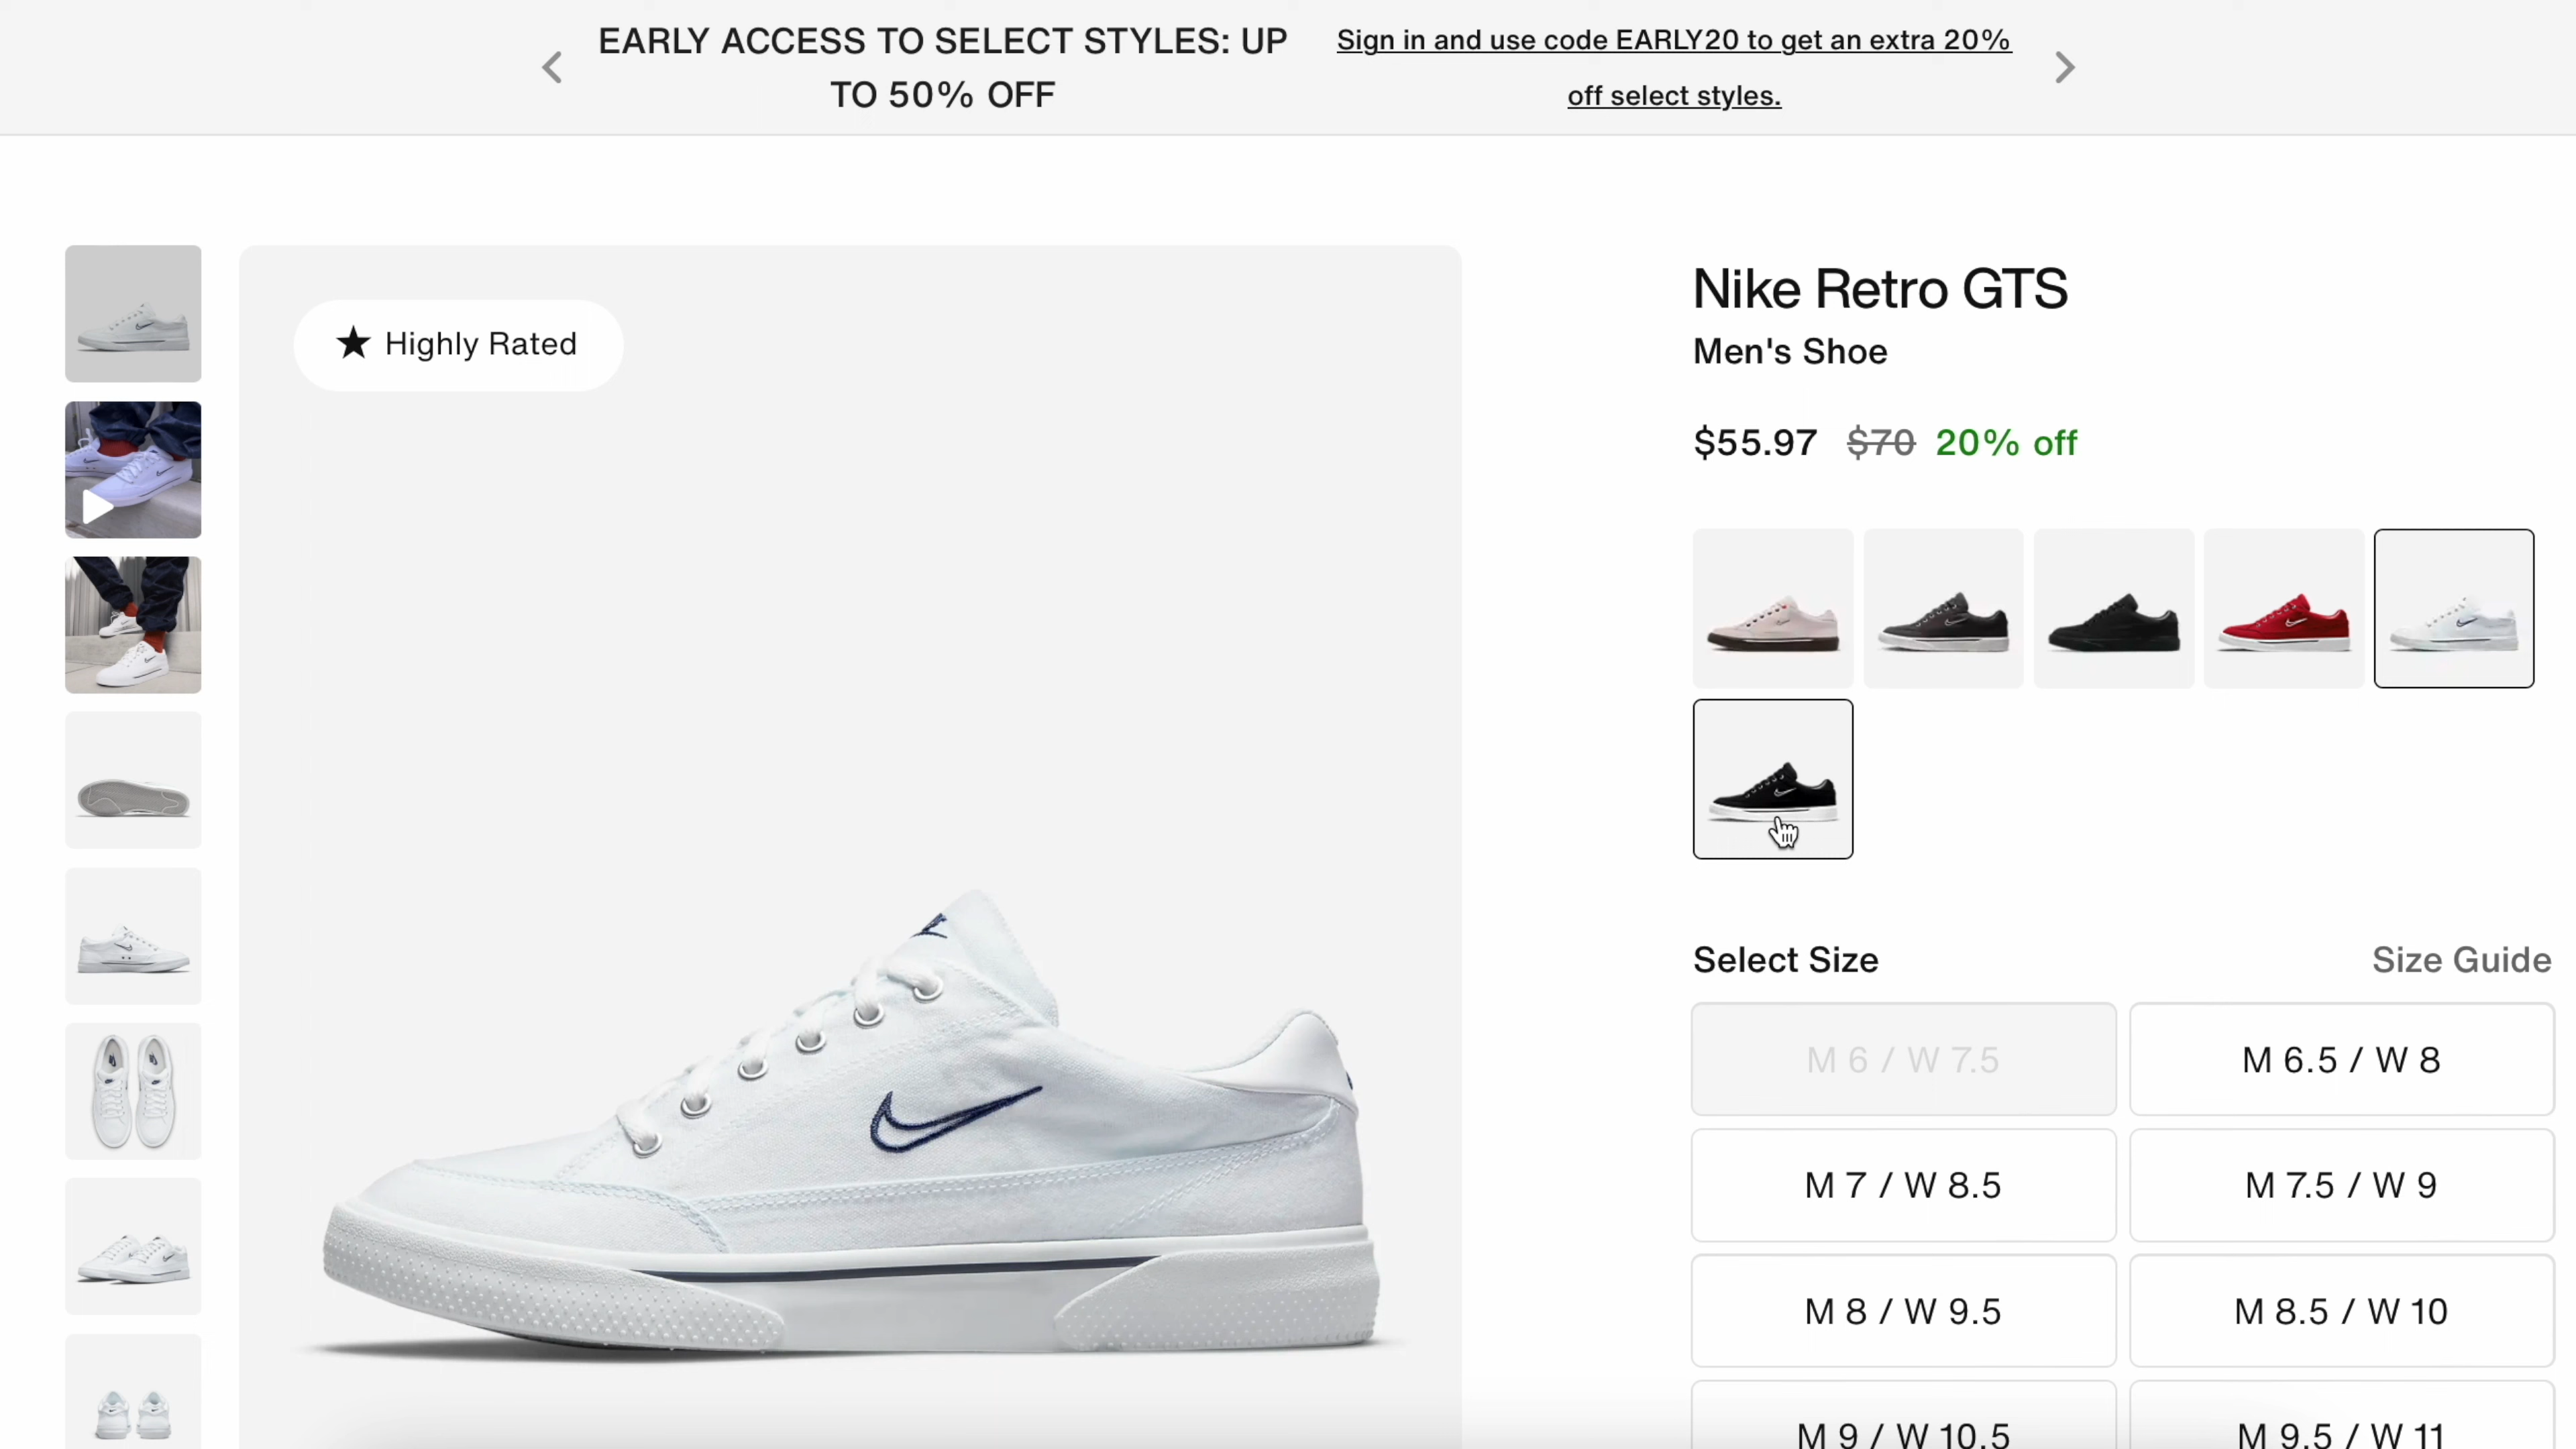 EARLY ACCESS TO SELECT STYLES: UP
TO 50% OFF
Sign in and use code EARLY20 to get an extra 20%
off select styles.
Highly Rated
Nike Retro GTS
Men's Shoe
$55.97 $70 20% off
Select Size
Size Guide
M 6 / W 7.5
M 6.5 / W 8
M 7 / W 8.5
M 7.5 / W 9
M 8 / W 9.5
M 8.5 / W 10
M 9 / W 10.5
M 9.5 / W 11